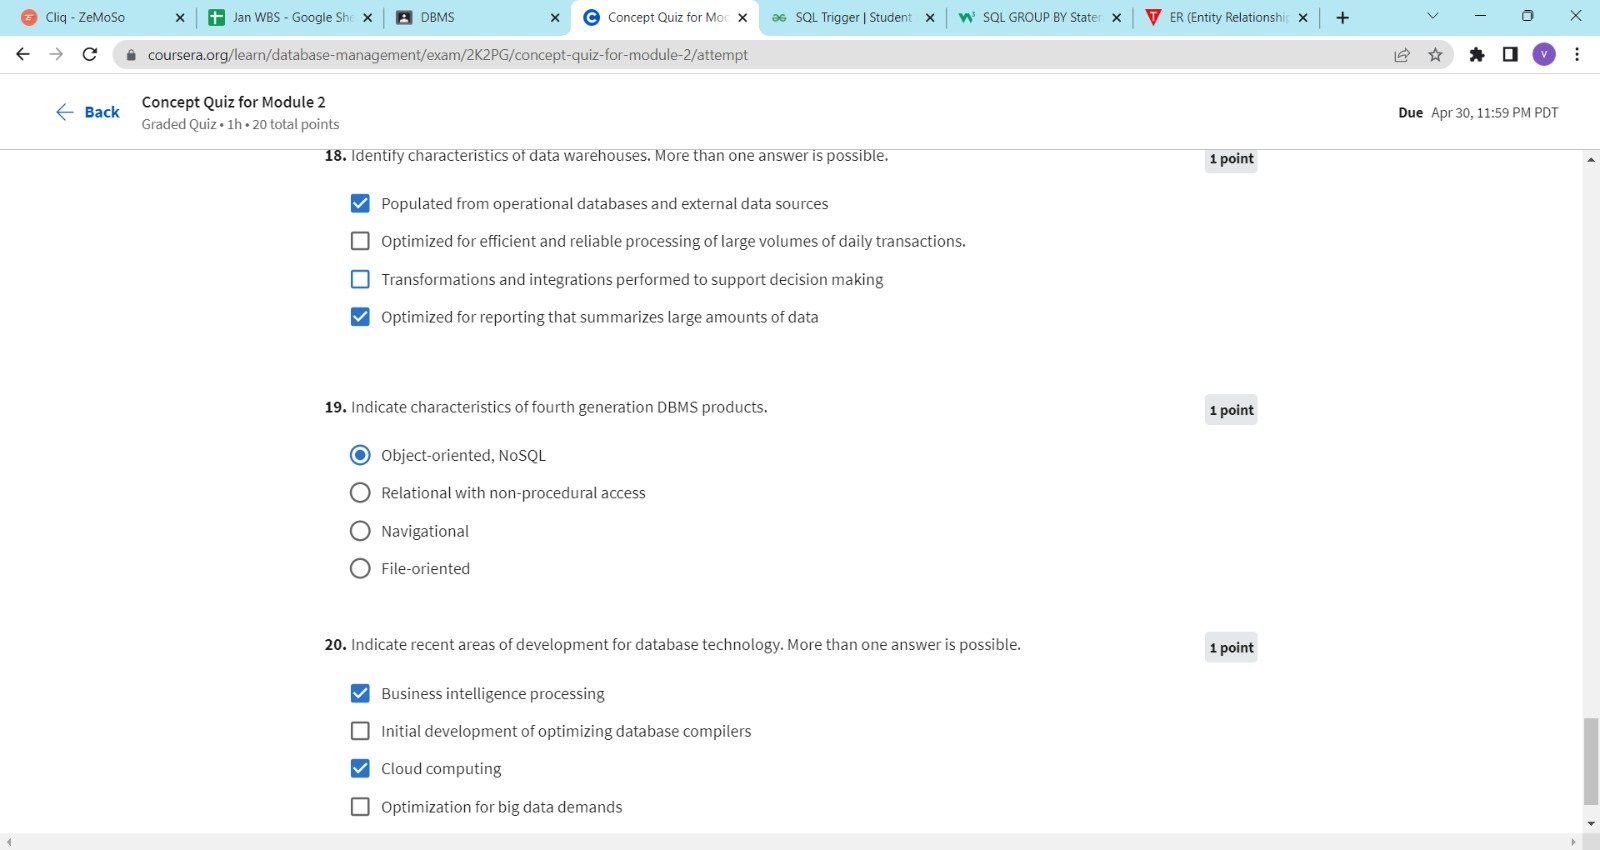 Cliq - ZeMoSo
Jan WBS - Google She
DBMS
Concept Quiz for Moc
SQL Trigger | Student
SQL GROUP BY Stater
ER (Entity Relationship
coursera.org/learn/database-management/exam/2K2PG/concept-quiz-for-module-2/attempt
V
Back
Concept Quiz for Module 2
Graded Quiz • 1h • 20 total points
Due Apr 30, 11:59 PM PDT
18. Identify characteristics of data warehouses. More than one answer is possible.
1 point
Populated from operational databases and external data sources
Optimized for efficient and reliable processing of large volumes of daily transactions.
Transformations and integrations performed to support decision making
Optimized for reporting that summarizes large amounts of data
19. Indicate characteristics of fourth generation DBMS products.
1 point
Object-oriented, NoSQL
Relational with non-procedural access
Navigational
File-oriented
20. Indicate recent areas of development for database technology. More than one answer is possible.
1 point
Business intelligence processing
Initial development of optimizing database compilers
Cloud computing
Optimization for big data demands